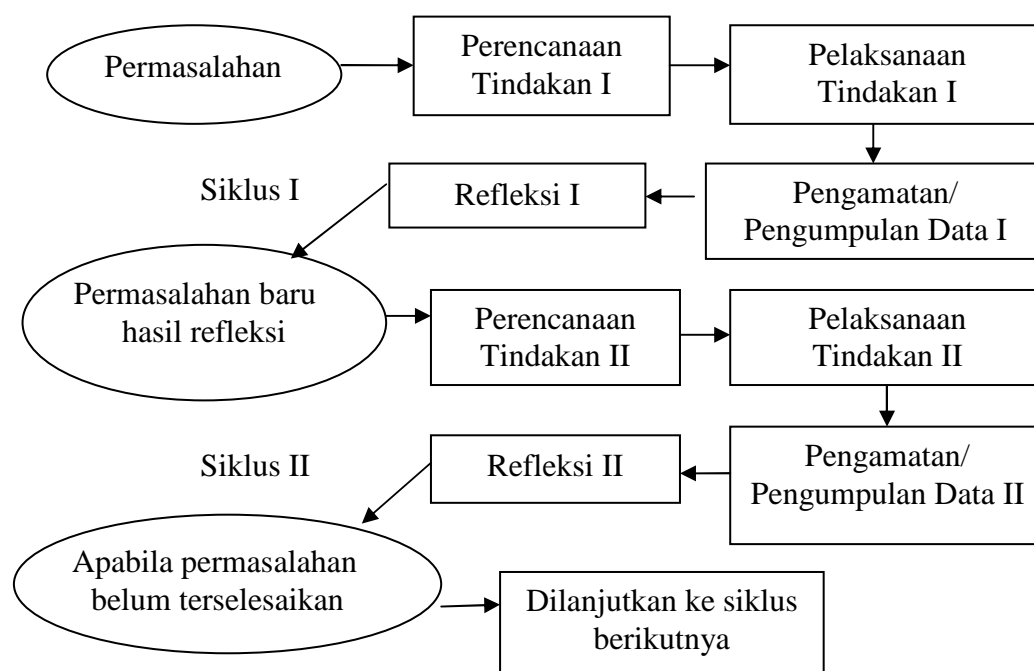 Permasalahan
Perencanaan
Tindakan I
Pelaksanaan
Tindakan I
Siklus I
Refleksi I
Pengamatan/
Pengumpulan Data I
Permasalahan baru
hasil refleksi
Perencanaan
Tindakan II
Pelaksanaan
Tindakan II
Siklus II
Refleksi II
Pengamatan/
Pengumpulan Data II
Apabila permasalahan
belum terselesaikan
Dilanjutkan ke siklus
berikutnya